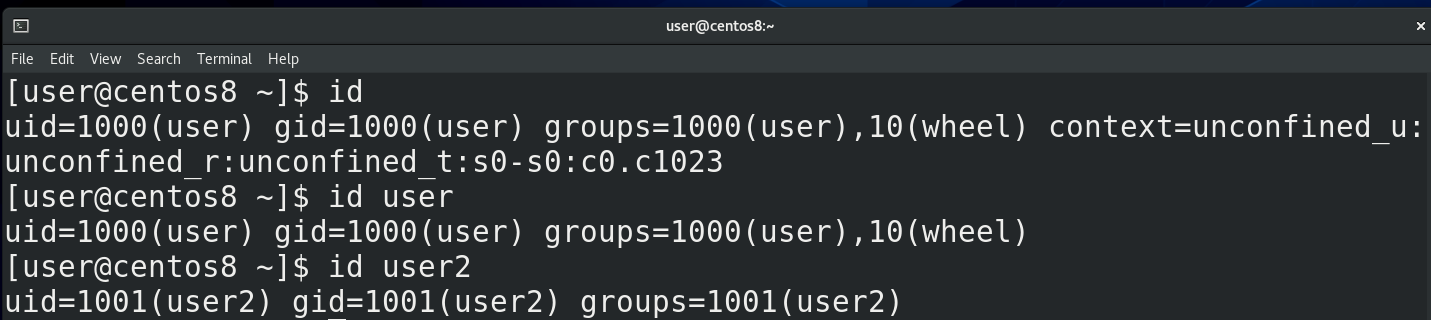 user@centos8:~
File Edit View Search Terminal Help
[user@centos8 ~]$ id
uid=1000(user) gid=1000(user) groups=1000(user),10(wheel) context=unconfined_u:
unconfined_r:unconfined_t:s0-s0:c0.c1023
[user@centos8 ~]$ id user
uid=1000(user) gid=1000(user) groups=1000(user),10(wheel)
[user@centos8 ~]$ id user2
uid=1001(user2) gid=1001(user2) groups=1001(user2)